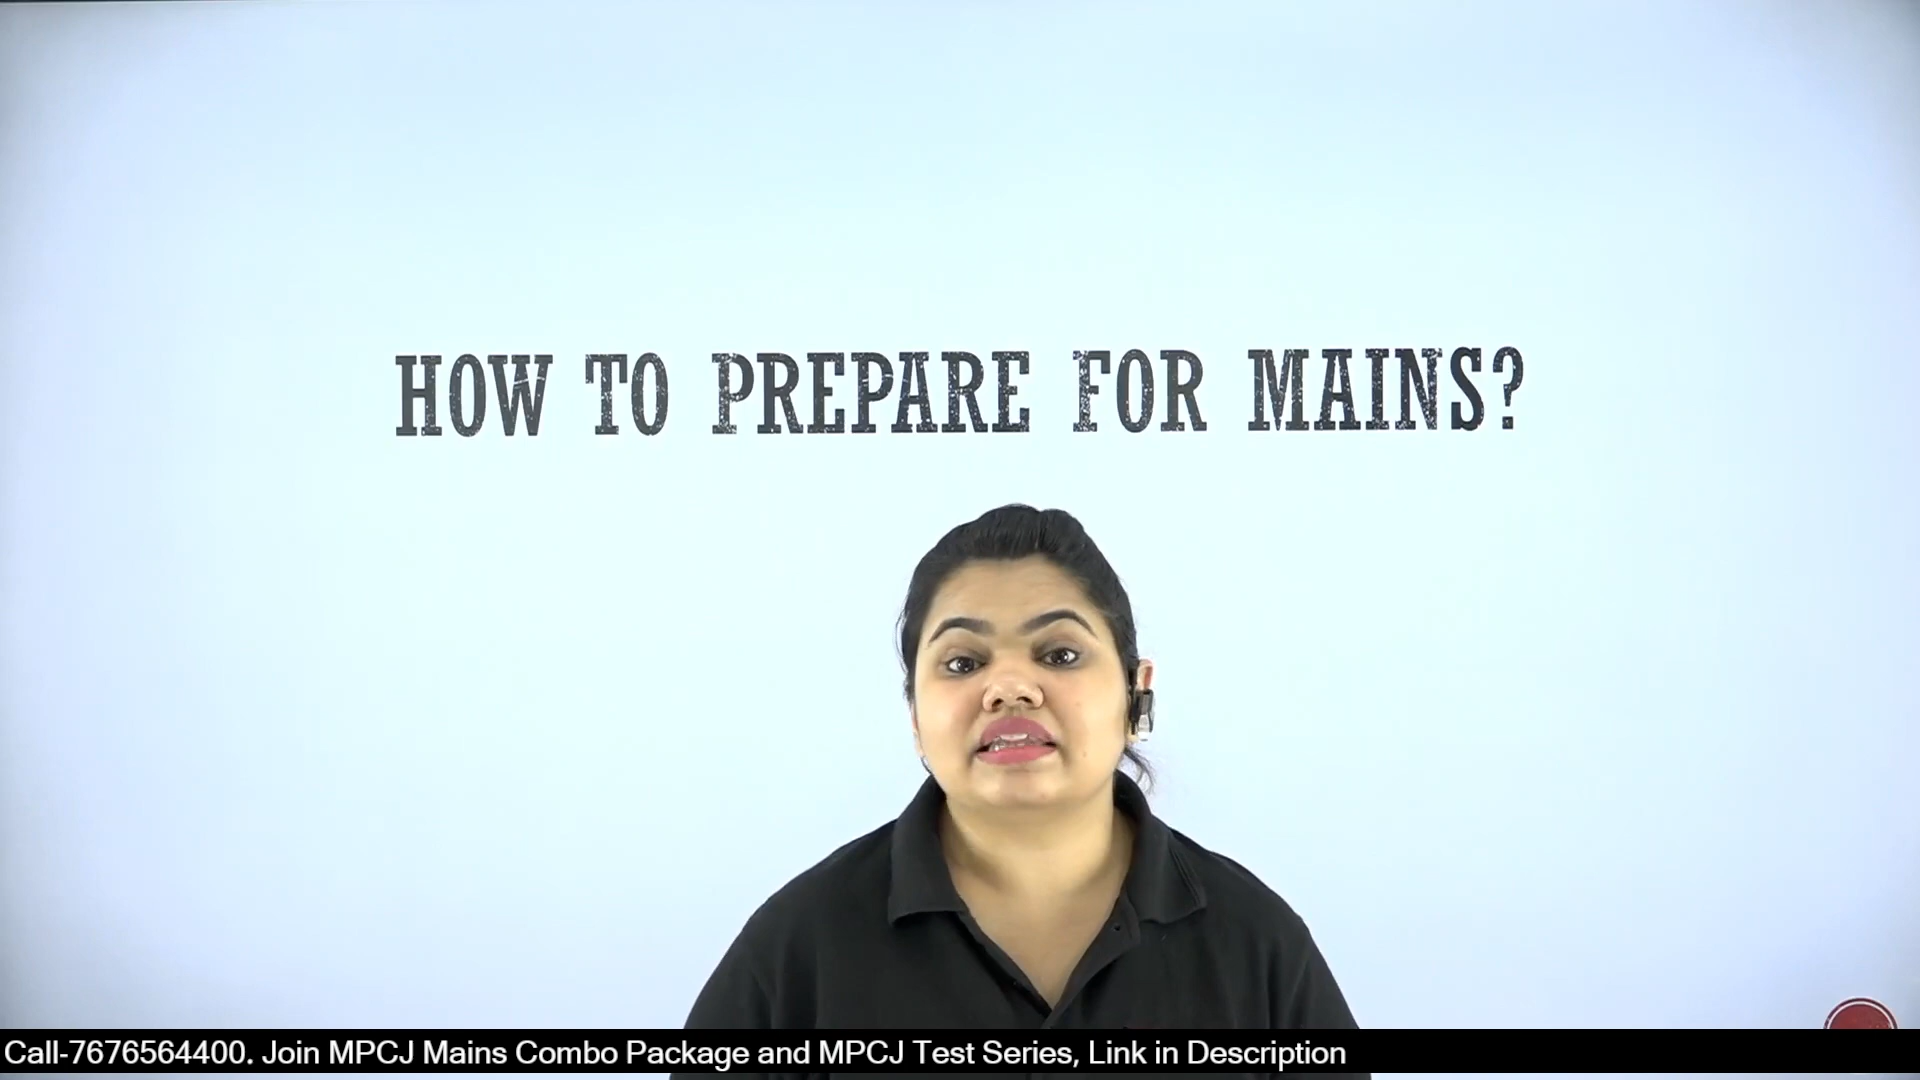 HOW TO PREPARE FOR MAINS?
Call-7676564400. Join MPCJ Mains Combo Package and MPCJ Test Series, Link in Description